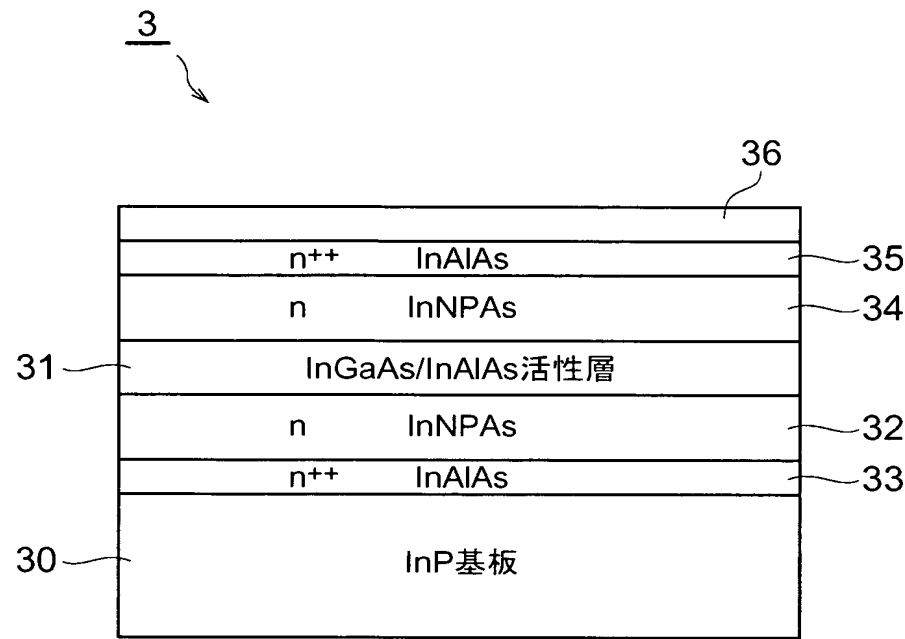 3
36
n++ InAlAs 35
n InNPAs 34
31 InGaAs/InAlAs活性層
n InNPAs 32
n++ InAlAs 33
30 InP基板